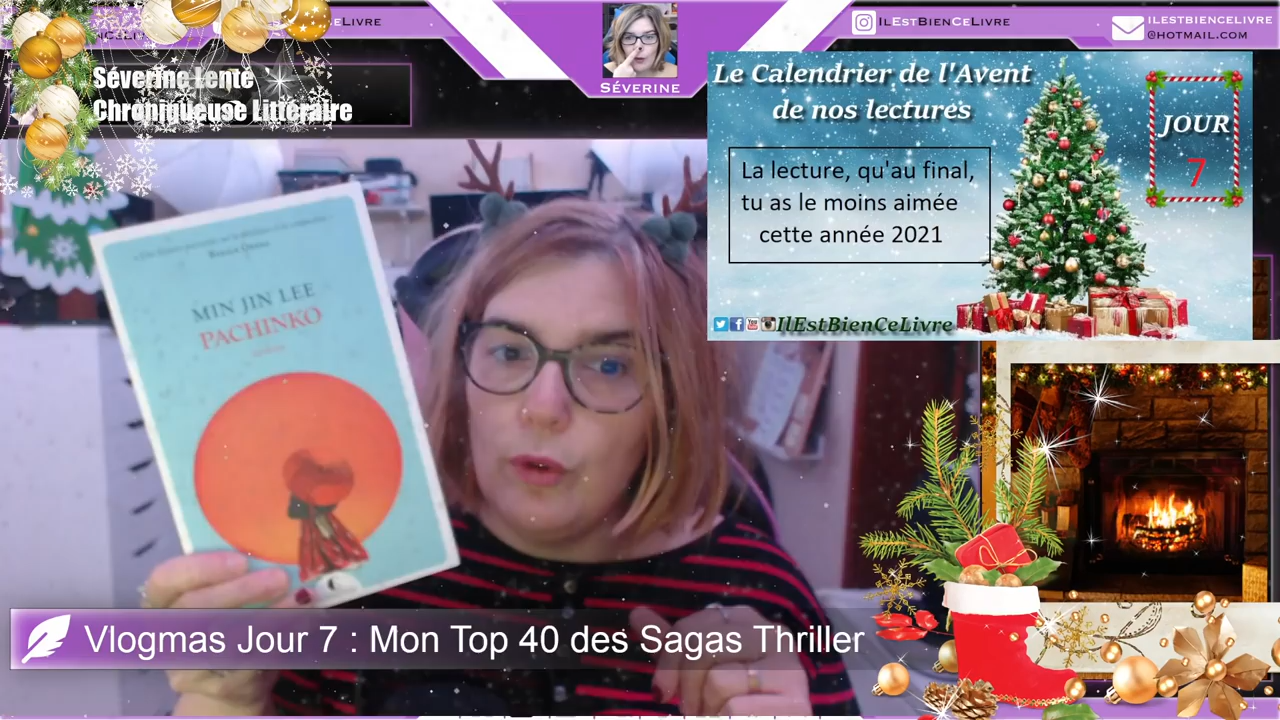 eLivre
IlEstBienCeLivre
ilestbiencelivre
@hotmail.com
Séverine
Séverine Lente
Chroniqueuse Littéraire
Le Calendrier de l'Avent
de nos lectures
JOUR
7
La lecture, qu'au final,
tu as le moins aimée
cette année 2021
IlEstBienCeLivre
MIN JIN LEE
PACHINKO
Vlogmas Jour 7 : Mon Top 40 des Sagas Thriller